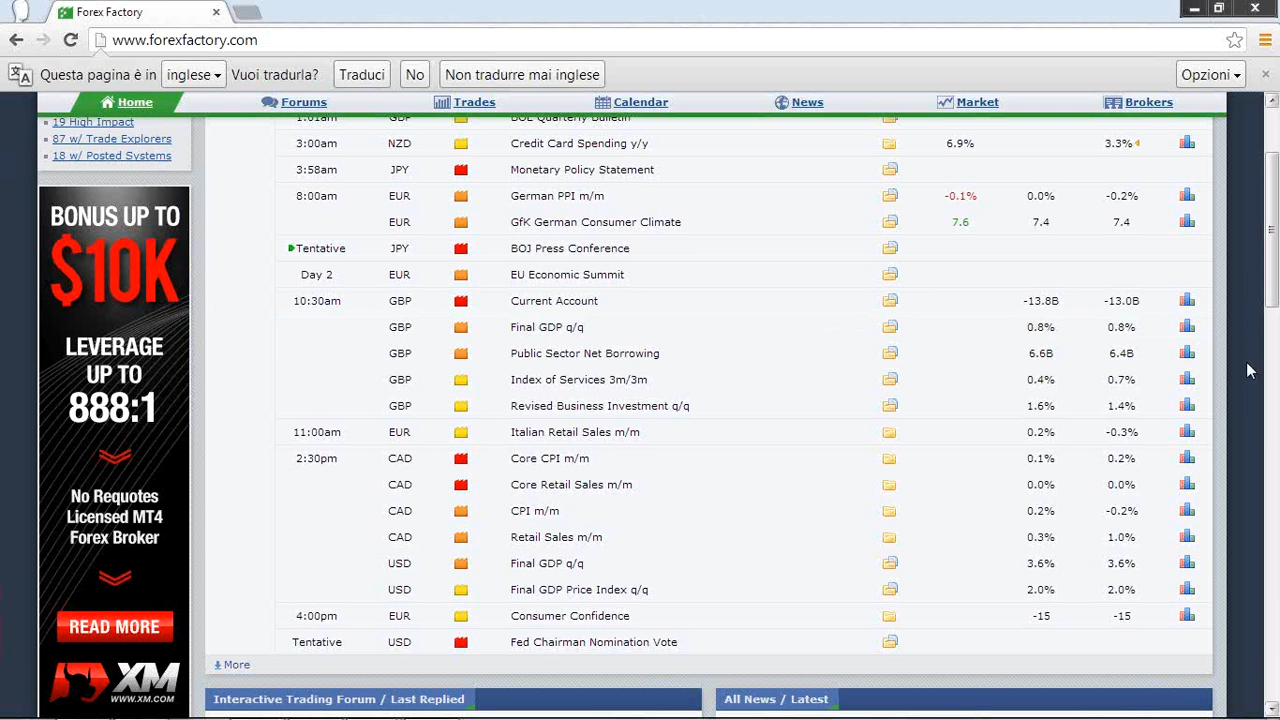 Forex Factory
www.forexfactory.com
Questa pagina è in inglese Vuoi tradurla? Traduci No Non tradurre mai inglese Opzioni
Home Forums Trades Calendar News Market Brokers
19 High Impact
87 w/ Trade Explorers
18 w/ Posted Systems
BONUS UP TO
$10K
LEVERAGE
UP TO
888:1
No Requotes
Licensed MT4
Forex Broker
READ MORE
XM
WWW.XM.COM
1:01am GBP BOE Quarterly Bulletin
3:00am NZD Credit Card Spending y/y 6.9% 3.3%
3:58am JPY Monetary Policy Statement
8:00am EUR German PPI m/m -0.1% 0.0% -0.2%
EUR GfK German Consumer Climate 7.6 7.4 7.4
Tentative JPY BOJ Press Conference
Day 2 EUR EU Economic Summit
10:30am GBP Current Account -13.8B -13.0B
GBP Final GDP q/q 0.8% 0.8%
GBP Public Sector Net Borrowing 6.6B 6.4B
GBP Index of Services 3m/3m 0.4% 0.7%
GBP Revised Business Investment q/q 1.6% 1.4%
11:00am EUR Italian Retail Sales m/m 0.2% -0.3%
2:30pm CAD Core CPI m/m 0.1% 0.2%
CAD Core Retail Sales m/m 0.0% 0.0%
CAD CPI m/m 0.2% -0.2%
CAD Retail Sales m/m 0.3% 1.0%
USD Final GDP q/q 3.6% 3.6%
USD Final GDP Price Index q/q 2.0% 2.0%
4:00pm EUR Consumer Confidence -15 -15
Tentative USD Fed Chairman Nomination Vote
More
Interactive Trading Forum / Last Replied
All News / Latest